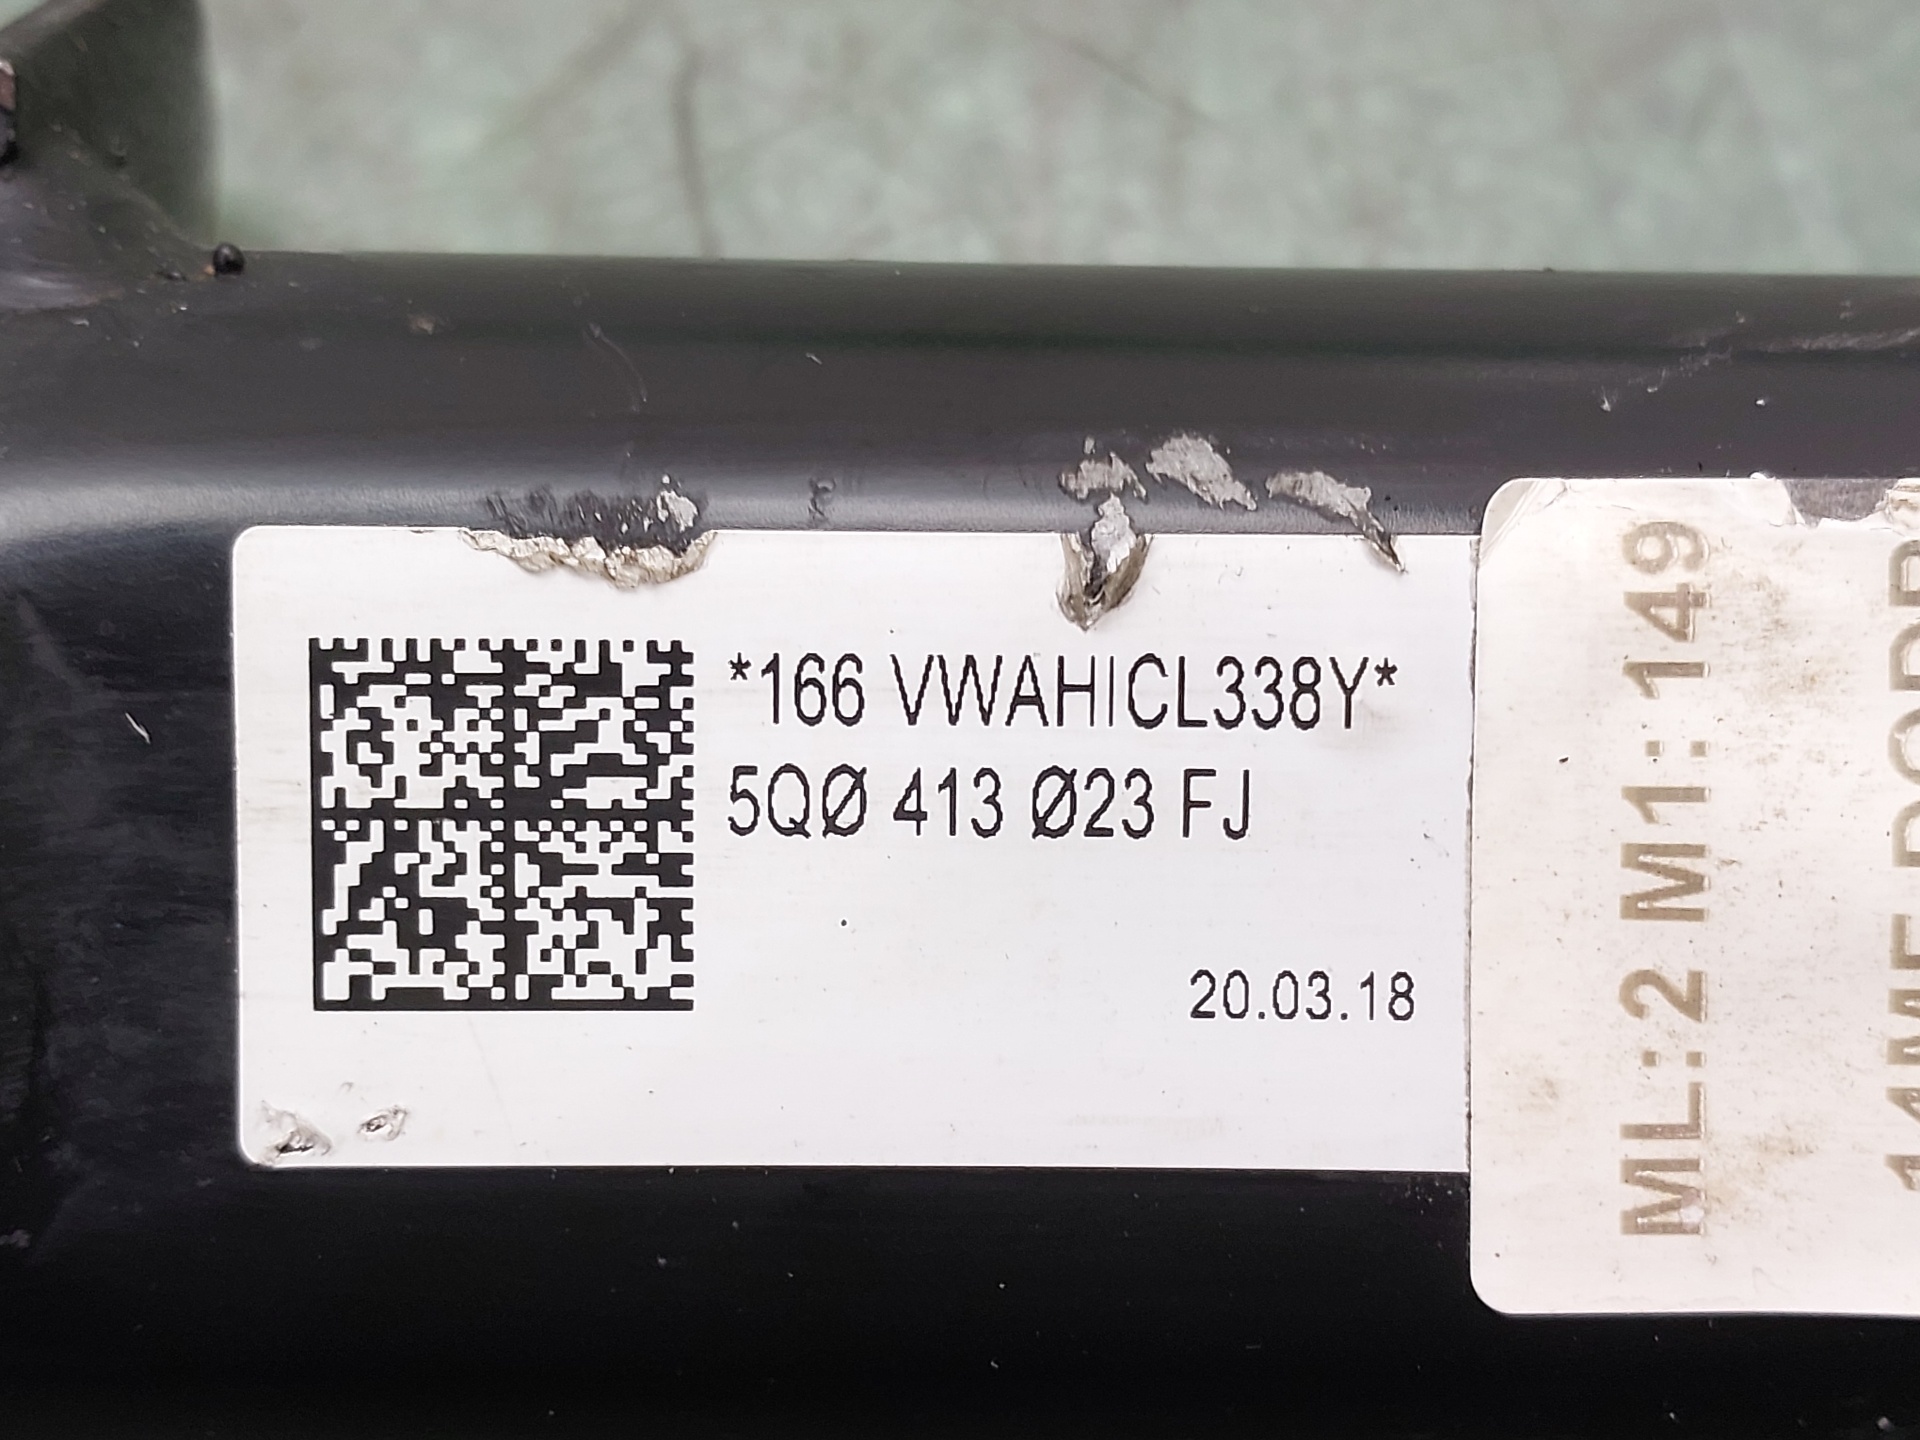 *166 VWAHICL338Y*
5QØ 413 Ø23 FJ
20.03.18
ML: 2 M1: 149